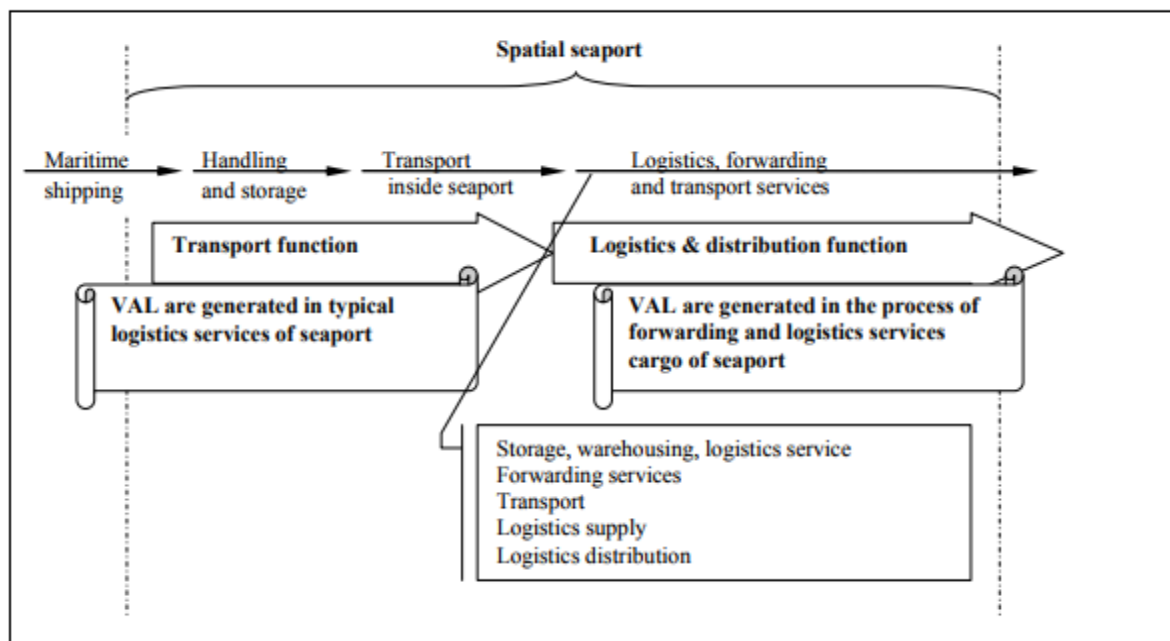 Spatial seaport
Maritime
shipping
Handling
and storage
Transport
inside seaport
Logistics, forwarding
and transport services
Transport function
Logistics & distribution function
VAL are generated in typical
logistics services of seaport
VAL are generated in the process of
forwarding and logistics services
cargo of seaport
Storage, warehousing, logistics service
Forwarding services
Transport
Logistics supply
Logistics distribution